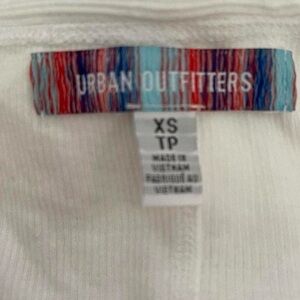 URBAN OUTFITTERS
XS
TP
MADE IN
VIETNAM
FABRIQUÉ AU
VIETNAM